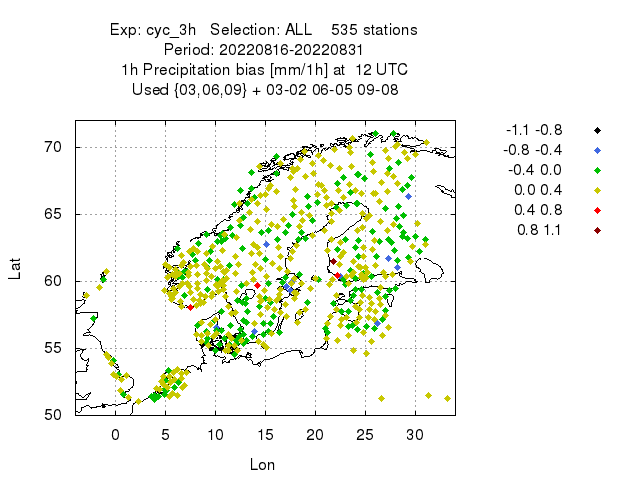 Exp: cyc_3h   Selection: ALL    535 stations
Period: 20220816-20220831
1h Precipitation bias [mm/1h] at  12 UTC
Used {03,06,09} + 03-02 06-05 09-08
-1.1 -0.8
-0.8 -0.4
-0.4 0.0
0.0 0.4
0.4 0.8
0.8 1.1
70
65
60
55
50
Lat
0 5 10 15 20 25 30
Lon